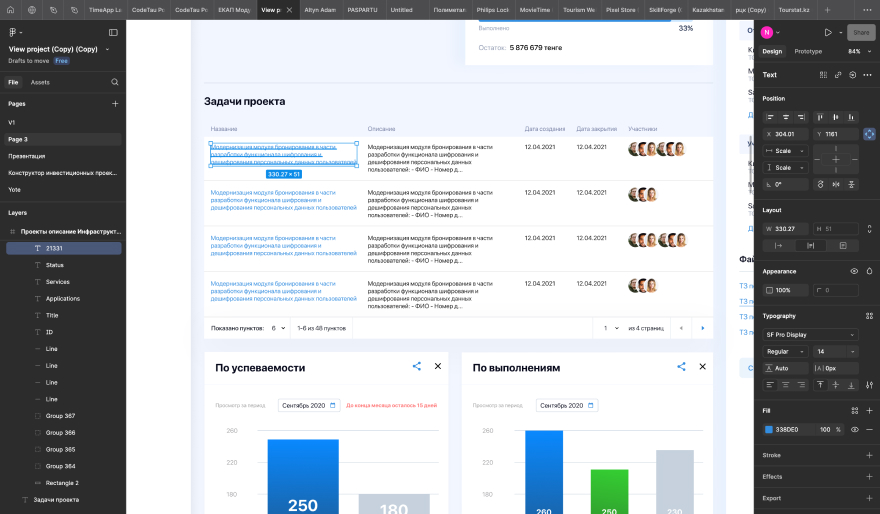 TimeApp Lo
CodeTau Po
CodeTau Po
ЕКАП Моду
View pr
Altyn Adam
PASPARTU
Untitled
Полиметал
Philips Lock
MovieTime
Tourism We
Pixel Store :
SkillForge (
Kazakhstan
рцк (Copy)
Tourstat.kz
View project (Copy) (Copy)
Drafts to move Free
File Assets
Pages
V1
Page 3
Презентация
Конструктор инвестиционных проек...
Yote
Layers
Проекты описание Инфраструкт...
21331
Status
Services
Applications
Title
ID
Line
Line
Line
Line
Group 367
Group 366
Group 365
Group 364
Rectangle 2
Задачи проекта
Выполнено 33%
Остаток: 5 876 679 тенге
Задачи проекта
Название Описание Дата создания Дата закрытия Участники
Модернизация модуля бронирования в части
разработки функционала шифрования и
дешифрования персональных данных пользователей
330.27 × 51
Модернизация модуля бронирования в части
разработки функционала шифрования и
дешифрования персональных данных
пользователей: - ФИО - Номер д...
12.04.2021 12.04.2021
Модернизация модуля бронирования в части
разработки функционала шифрования и
дешифрования персональных данных пользователей
Модернизация модуля бронирования в части
разработки функционала шифрования и
дешифрования персональных данных
пользователей: - ФИО - Номер д...
12.04.2021 12.04.2021
Модернизация модуля бронирования в части
разработки функционала шифрования и
дешифрования персональных данных пользователей
Модернизация модуля бронирования в части
разработки функционала шифрования и
дешифрования персональных данных
пользователей: - ФИО - Номер д...
12.04.2021 12.04.2021
Модернизация модуля бронирования в части
разработки функционала шифрования и
дешифрования персональных данных пользователей
Модернизация модуля бронирования в части
разработки функционала шифрования и
дешифрования персональных данных
пользователей: - ФИО - Номер д...
12.04.2021 12.04.2021
Показано пунктов: 6 1–6 из 48 пунктов 1 из 4 страниц
По успеваемости
Просмотр за период Сентябрь 2020 До конца месяца осталось 15 дней
260
220
180
250
180
По выполнениям
Просмотр за период Сентябрь 2020
260
220
180
260
250
230
Фай
ТЗ п
ТЗ п
ТЗ п
N Share
Design Prototype 84%
Text
Position
X 304.01 Y 1161
Scale
Scale
0°
Layout
W 330.27 H 51
Appearance
100% 0
Typography
SF Pro Display
Regular 14
Auto |A| 0px
Fill
338DE0 100 %
Stroke
Effects
Export